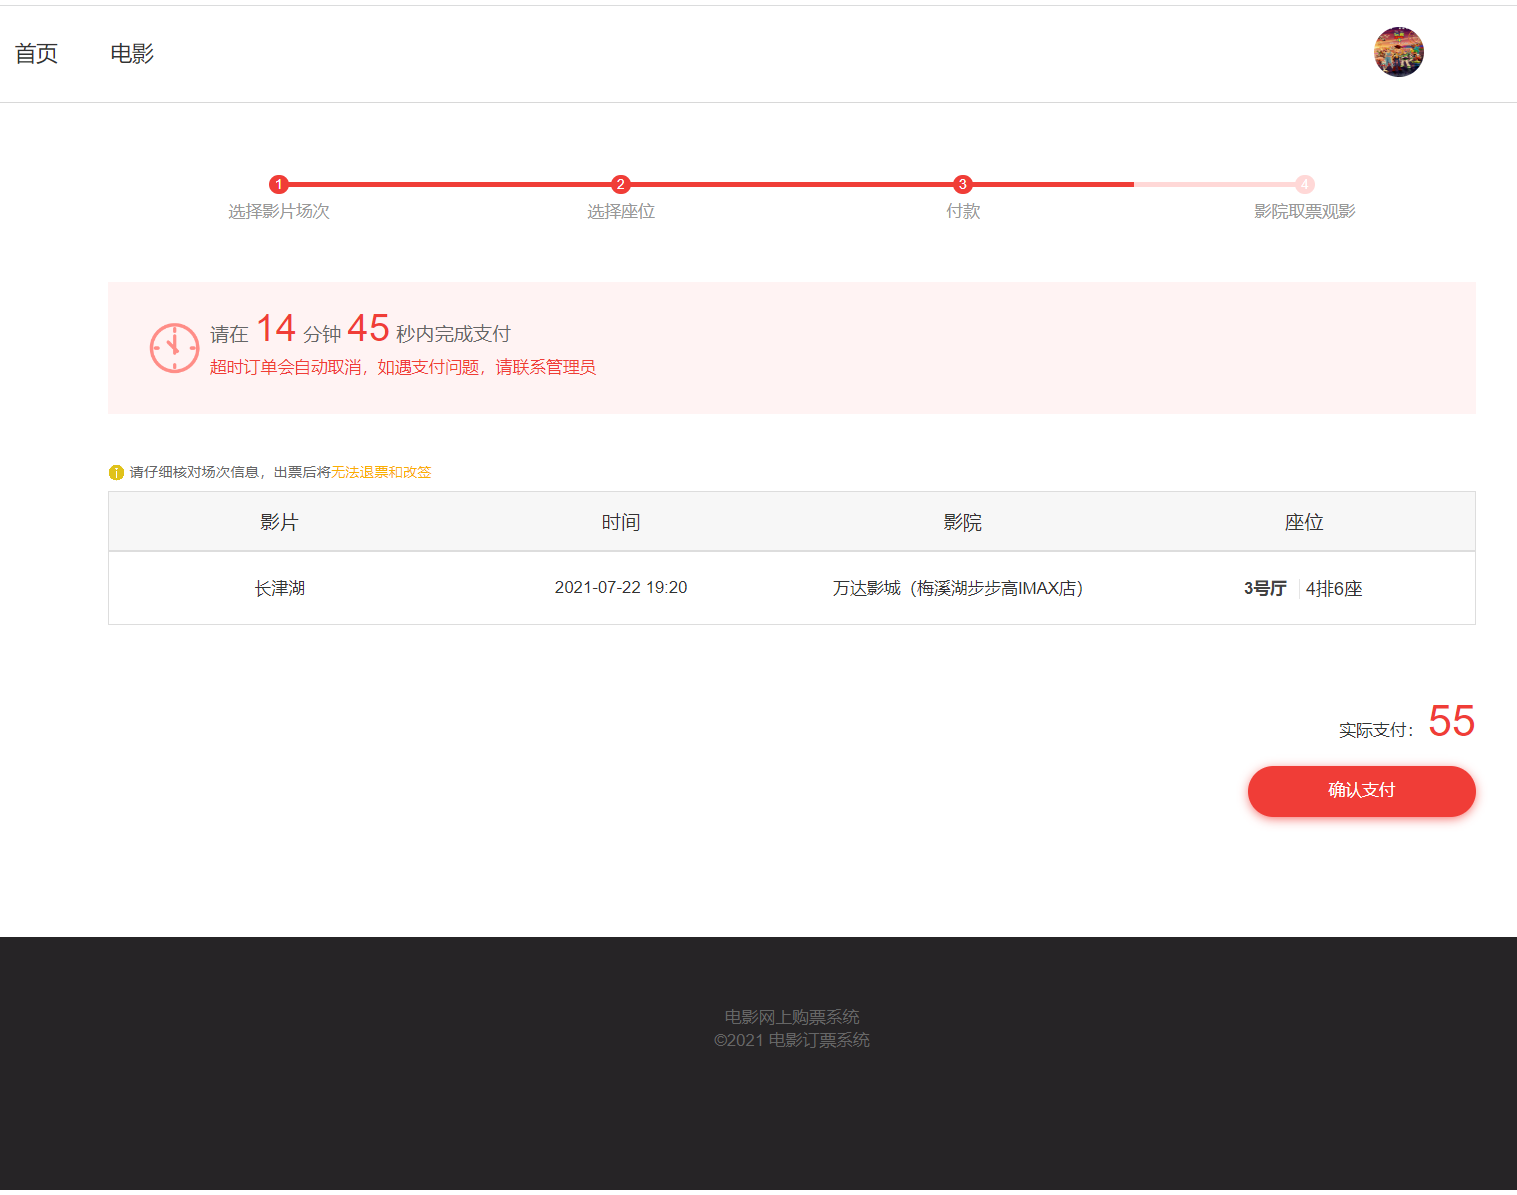 首页 电影
1 2 3 4
选择影片场次 选择座位 付款 影院取票观影
请在 14 分钟 45 秒内完成支付
超时订单会自动取消，如遇支付问题，请联系管理员
请仔细核对场次信息，出票后将无法退票和改签
影片 时间 影院 座位
长津湖 2021-07-22 19:20 万达影城（梅溪湖步步高IMAX店） 3号厅 4排6座
实际支付： 55
确认支付
电影网上购票系统
©2021 电影订票系统